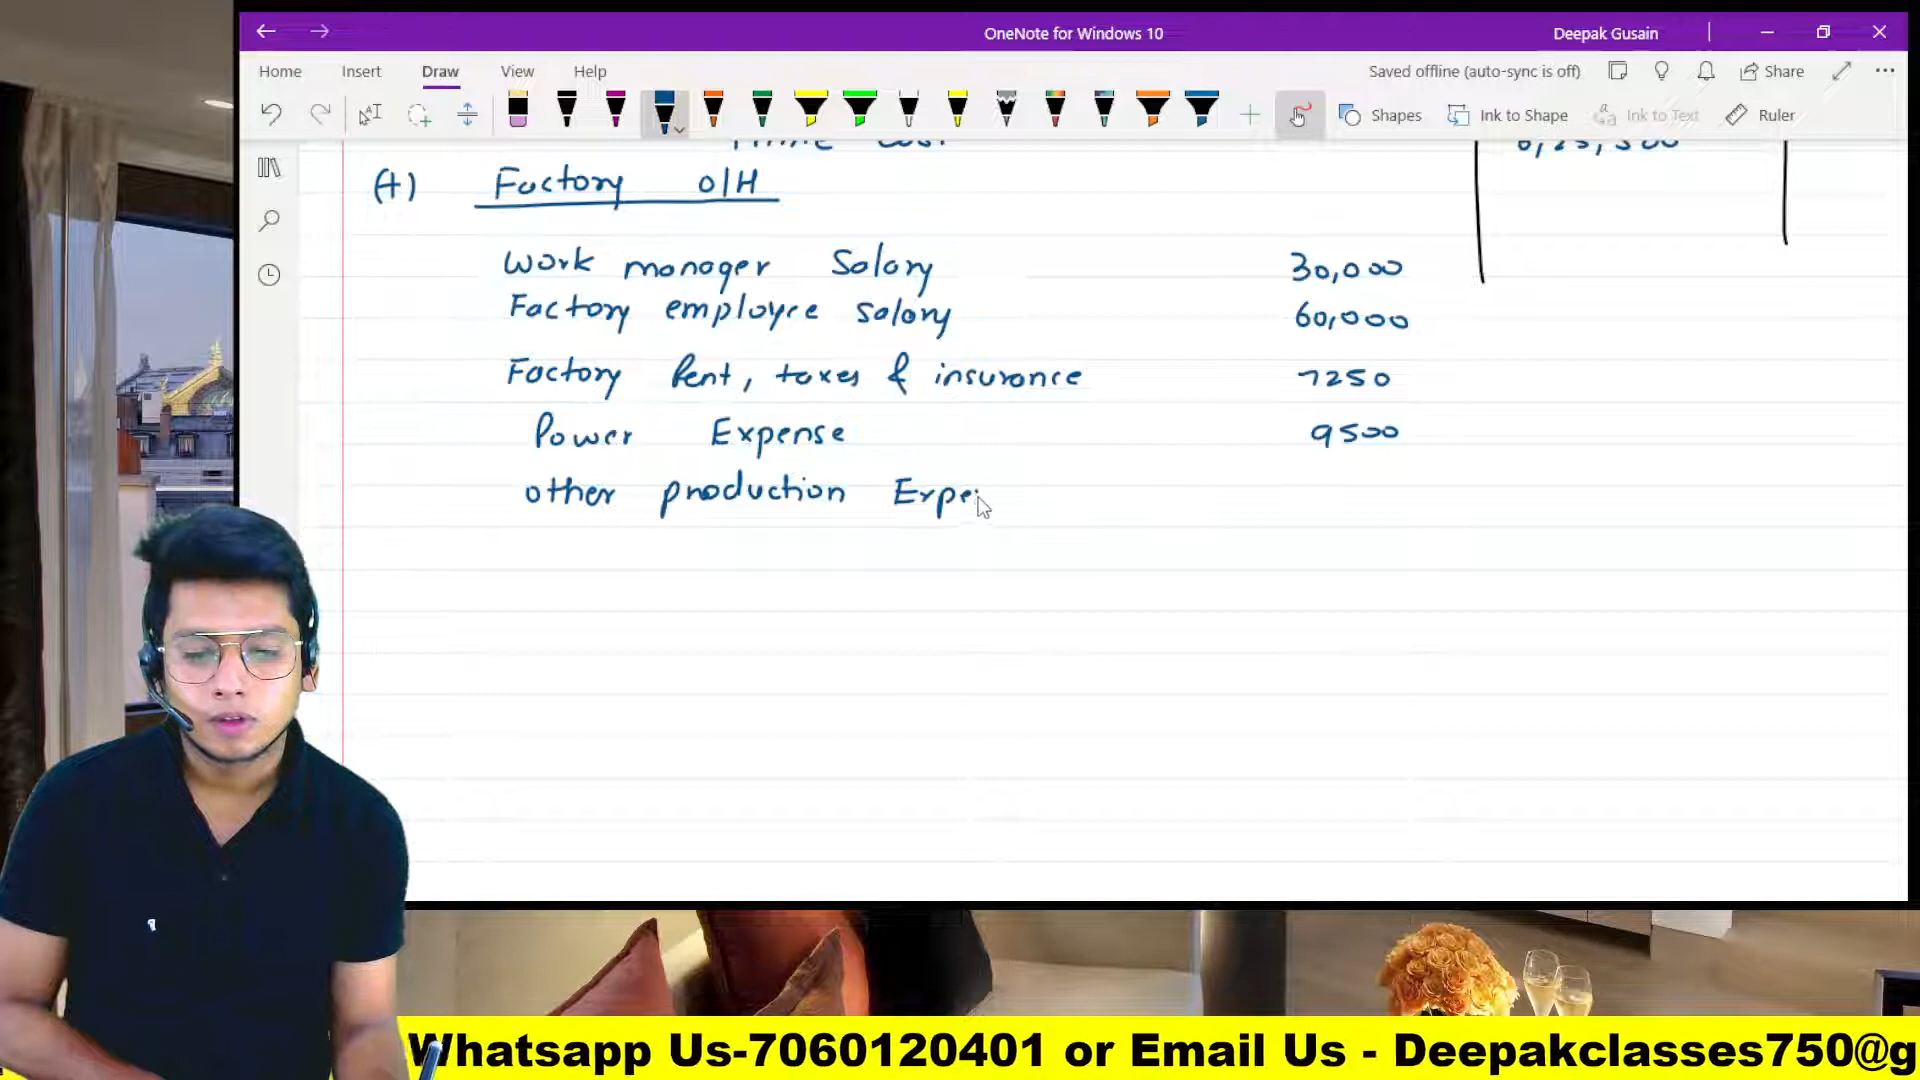 OneNote for Windows 10
Deepak Gusain
Home Insert Draw View Help
Saved offline (auto-sync is off)
Share
Shapes
Ink to Shape
Ink to Text
Ruler
Prime Cost
(+) Factory O/H
Work manager Salary 30,000
Factory employee salary 60,000
Factory Rent, taxes & insurance 7250
Power Expense 9500
other production Expe
Whatsapp Us-7060120401 or Email Us - Deepakclasses750@g